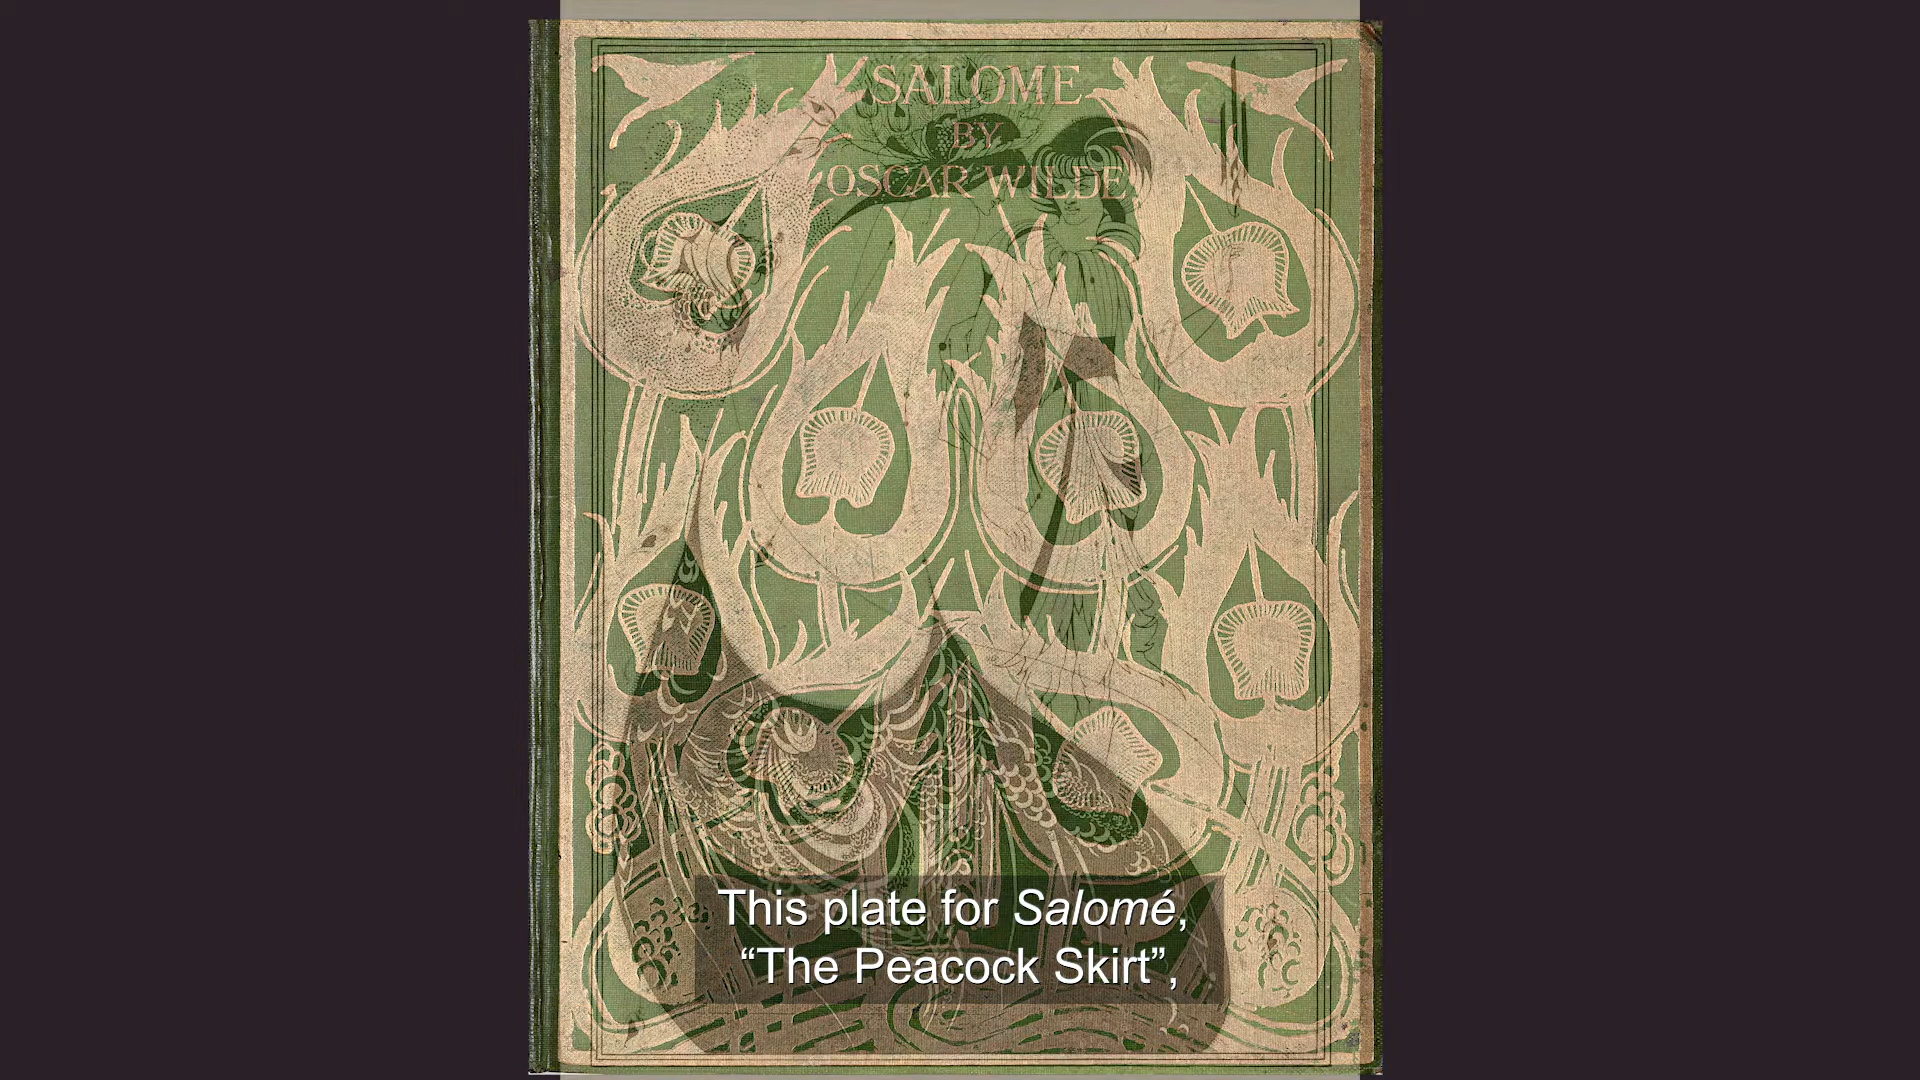 SALOME
BY
OSCAR WILDE
This plate for Salomé,
“The Peacock Skirt”,